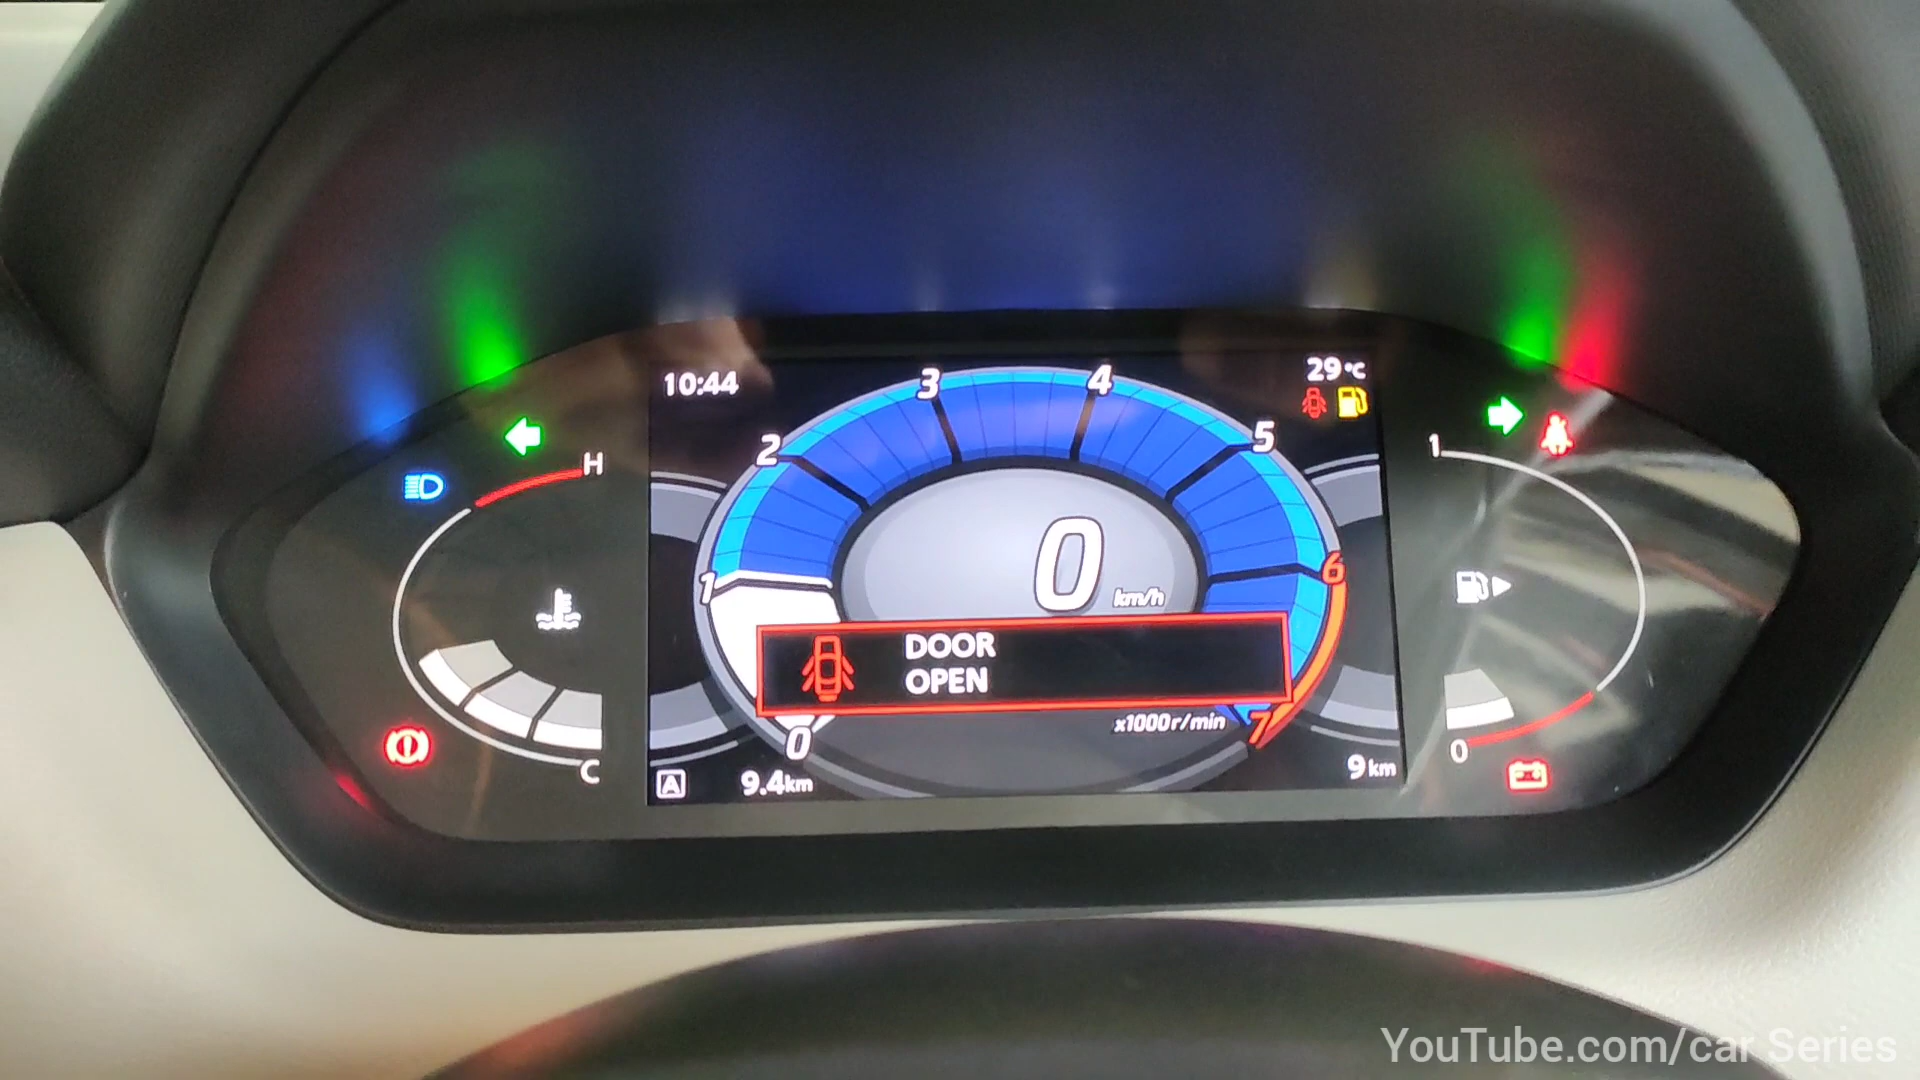 10:44
29°C
3
4
2
5
H
1
0
km/h
1
6
DOOR
OPEN
x1000r/min
7
0
0
C
A
9.4km
9km
YouTube.com/car Series